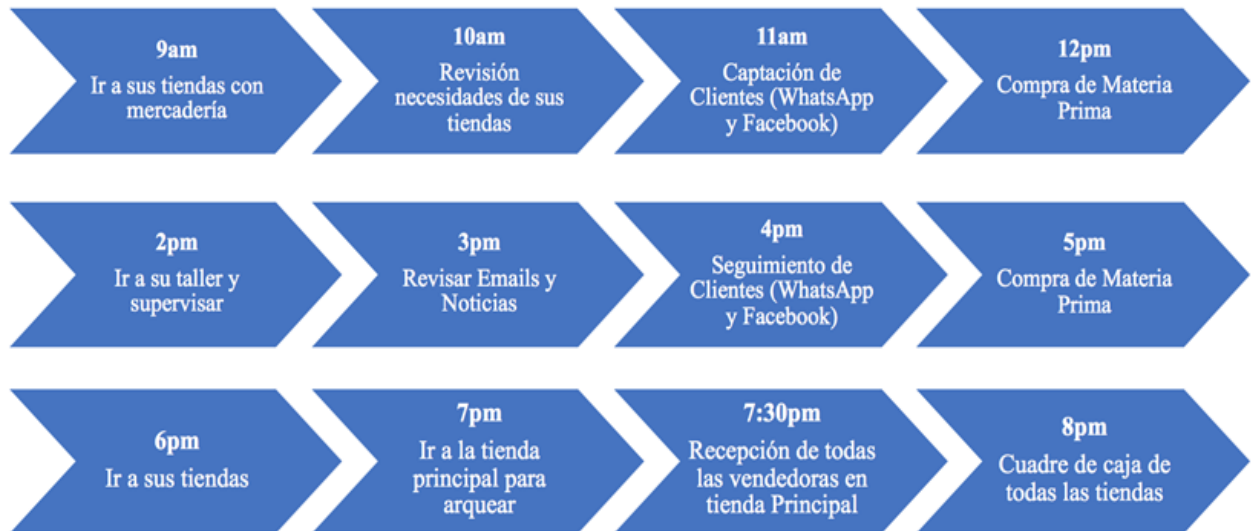 9am
Ir a sus tiendas con
mercadería
10am
Revisión
necesidades de sus
tiendas
11am
Captación de
Clientes (WhatsApp
y Facebook)
12pm
Compra de Materia
Prima
2pm
Ir a su taller y
supervisar
3pm
Revisar Emails y
Noticias
4pm
Seguimiento de
Clientes (WhatsApp
y Facebook)
5pm
Compra de Materia
Prima
6pm
Ir a sus tiendas
7pm
Ir a la tienda
principal para
arquear
7:30pm
Recepción de todas
las vendedoras en
tienda Principal
8pm
Cuadre de caja de
todas las tiendas